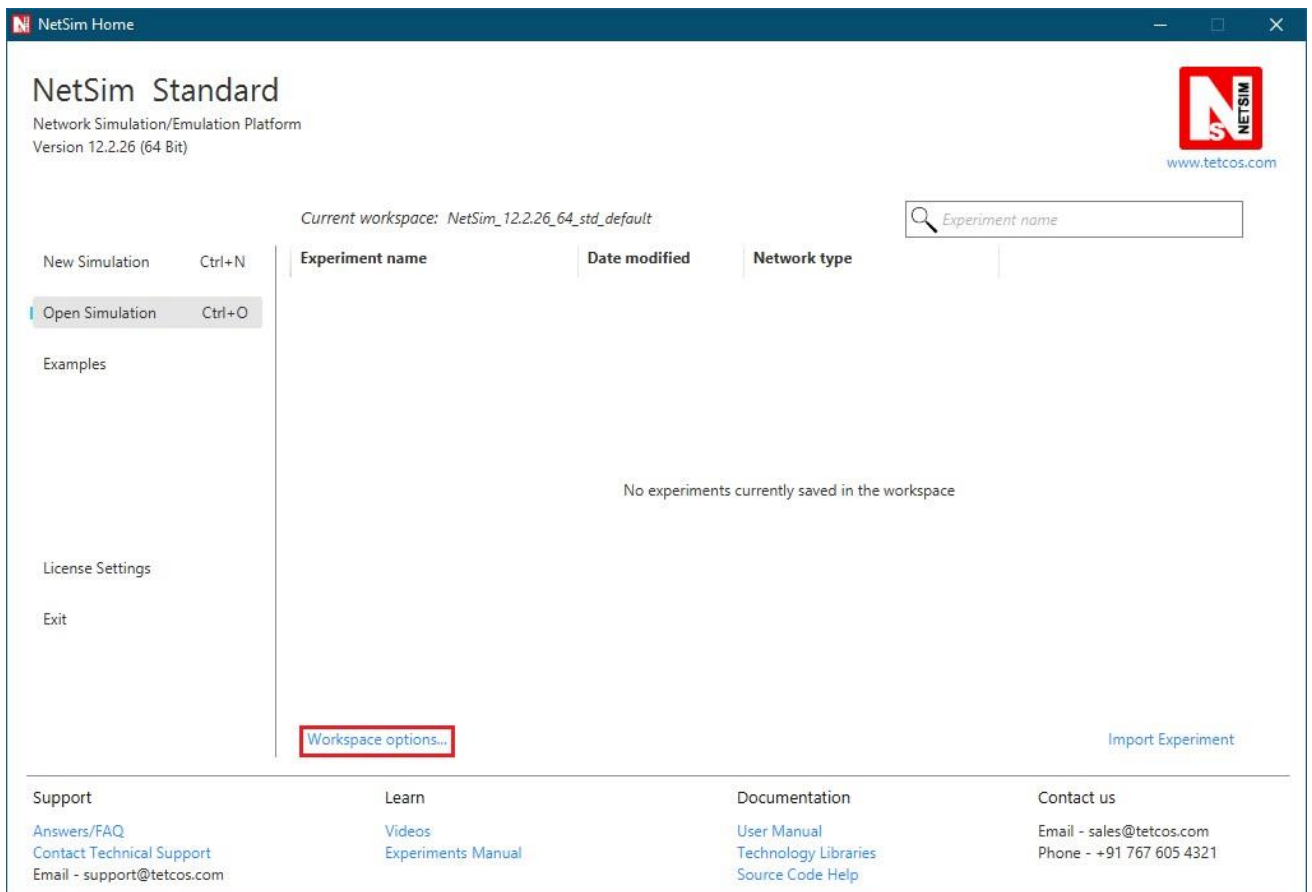 NetSim Home
NetSim Standard
Network Simulation/Emulation Platform
Version 12.2.26 (64 Bit)
Ns NETSIM
www.tetcos.com
Current workspace: NetSim_12.2.26_64_std_default
Experiment name
New Simulation Ctrl+N
Open Simulation Ctrl+O
Examples
License Settings
Exit
Experiment name Date modified Network type
No experiments currently saved in the workspace
Workspace options...
Import Experiment
Support
Answers/FAQ
Contact Technical Support
Email - support@tetcos.com
Learn
Videos
Experiments Manual
Documentation
User Manual
Technology Libraries
Source Code Help
Contact us
Email - sales@tetcos.com
Phone - +91 767 605 4321